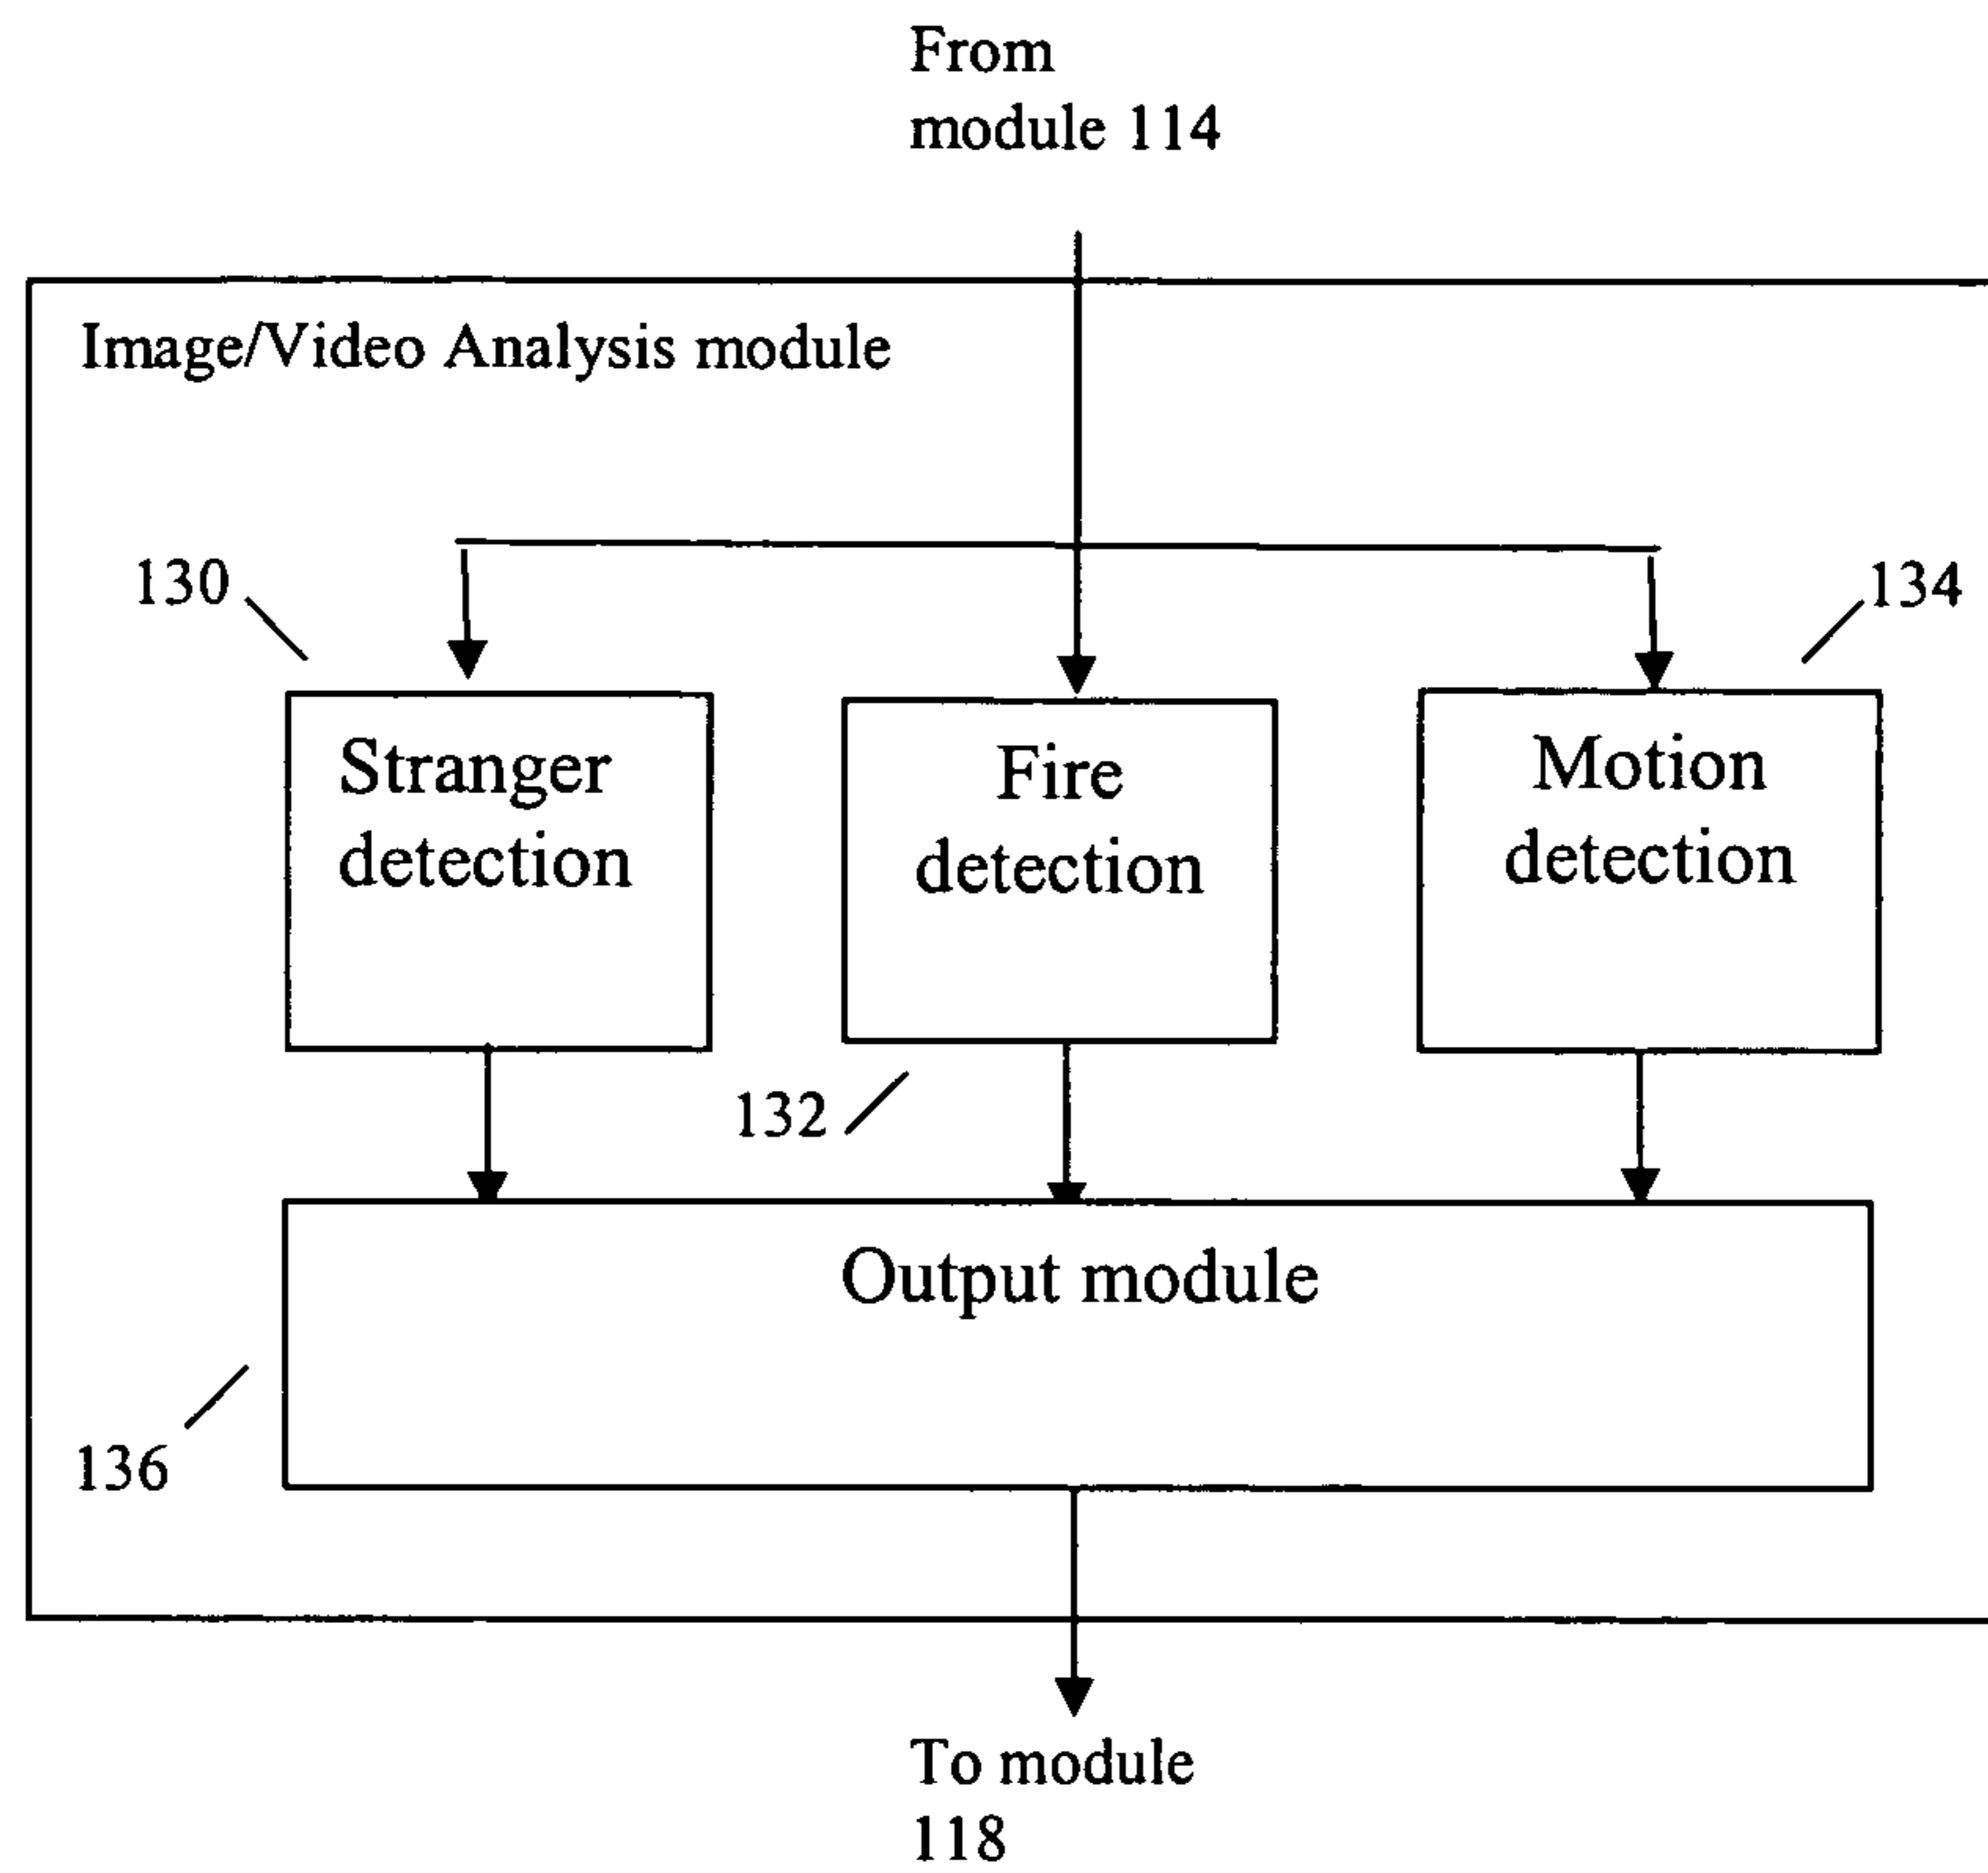 From
module 114
Image/Video Analysis module
130
134
Stranger
detection
Fire
detection
Motion
detection
132
Output module
136
To module
118